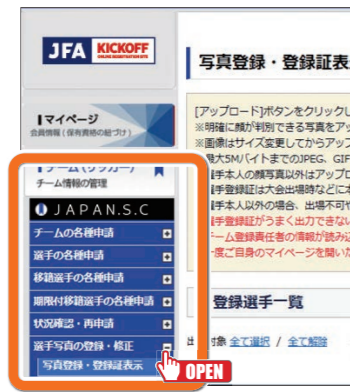 JFA KICKOFF
ONLINE REGISTRATION SITE
マイページ
会員情報（保有資格の紐づけ）
チーム（サッカー）
チーム情報の管理
JAPAN.S.C
チームの各種申請
選手の各種申請
移籍選手の各種申請
期限付移籍選手の各種申請
状況確認・再申請
選手写真の登録・修正
写真登録・登録証表示
OPEN
写真登録・登録証表
[アップロード]ボタンをクリックし
※明確に顔が判別できる写真をアッ
※画像はサイズ変更してからアップ
最大5Mバイトまでの JPEG、GIF
手本人の顔写真以外はアップロ
手登録証は大会出場時などに本
手本人以外の場合、出場不可や
手登録証がうまく出力できない
ーム登録責任者の情報が読み込
度ご自身のマイページを開いた
登録選手一覧
対象 全て選択 / 全て解除